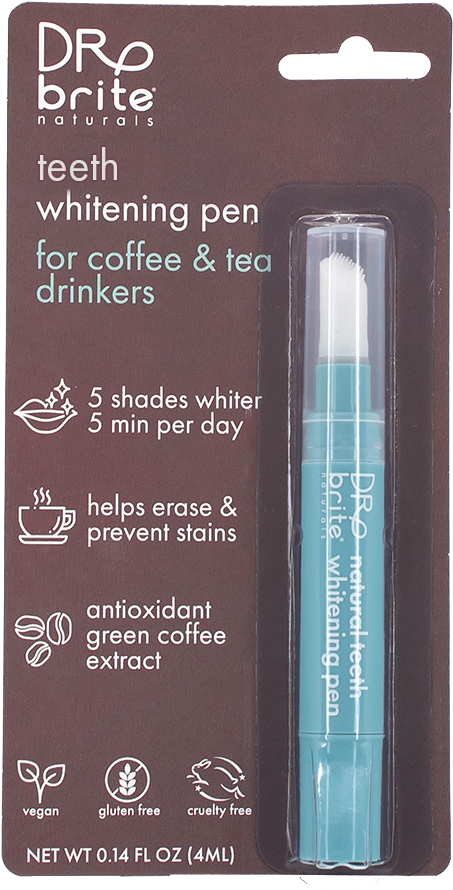 DR
brite®
naturals
teeth
whitening pen
for coffee & tea
drinkers
5 shades whiter
5 min per day
helps erase &
prevent stains
antioxidant
green coffee
extract
vegan
gluten free
cruelty free
NET WT 0.14 FL OZ (4ML)
DR
brite®
naturals
natural teeth
whitening pen